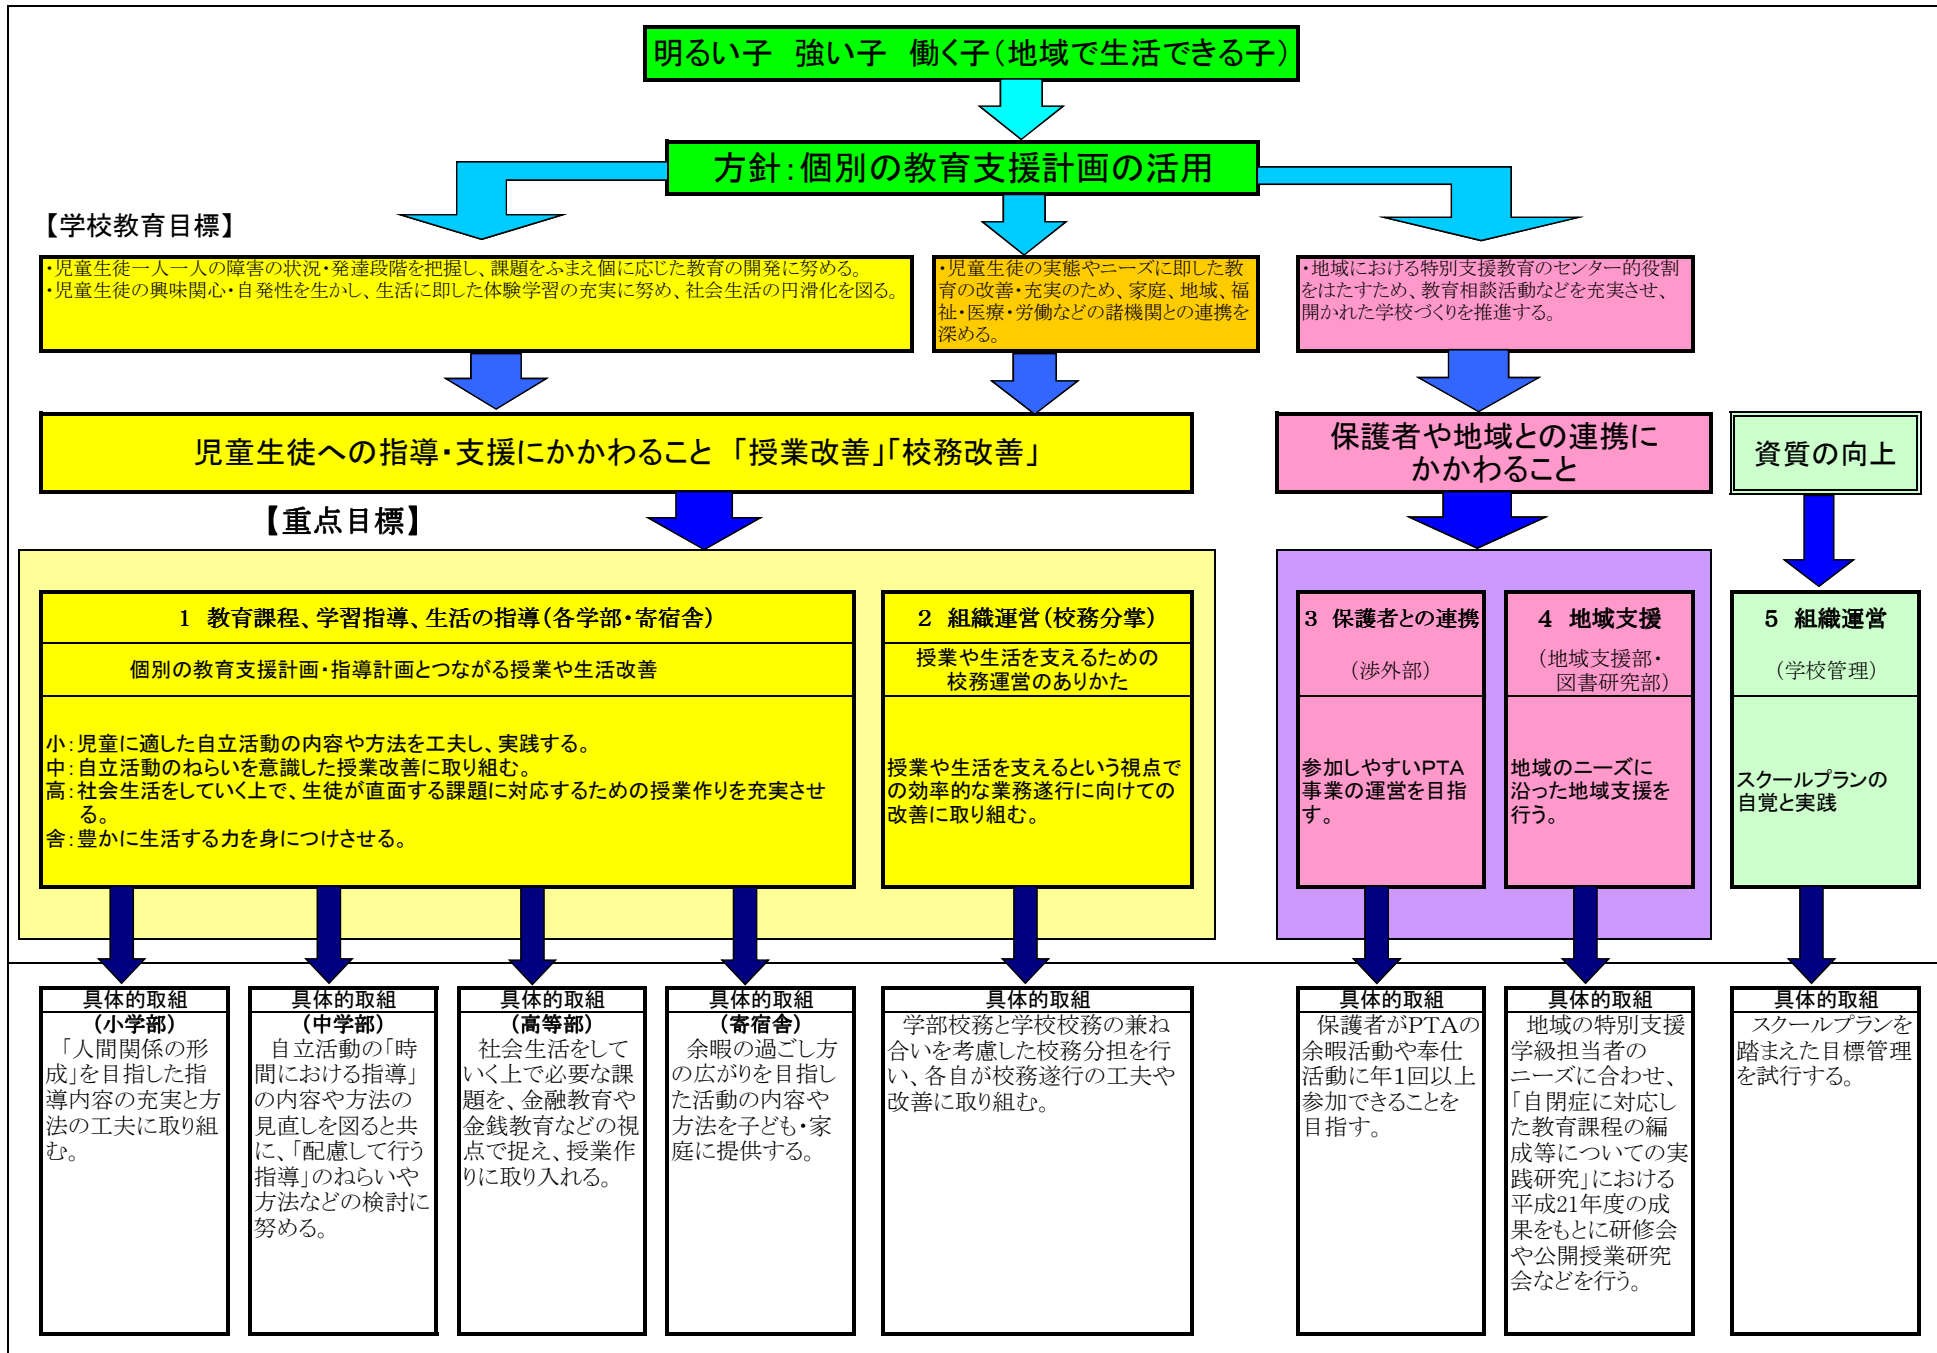 明るい子　強い子　働く子（地域で生活できる子）
方針：個別の教育支援計画の活用
【学校教育目標】
・児童生徒一人一人の障害の状況・発達段階を把握し、課題をふまえ個に応じた教育の開発に努める。
・児童生徒の興味関心・自発性を生かし、生活に即した体験学習の充実に努め、社会生活の円滑化を図る。
・児童生徒の実態やニーズに即した教
育の改善・充実のため、家庭、地域、福
祉・医療・労働などの諸機関との連携を
深める。
・地域における特別支援教育のセンター的役割
をはたすため、教育相談活動などを充実させ、
開かれた学校づくりを推進する。
児童生徒への指導・支援にかかわること　「授業改善」「校務改善」
保護者や地域との連携に
かかわること
資質の向上
【重点目標】
1　教育課程、学習指導、生活の指導（各学部・寄宿舎）
個別の教育支援計画・指導計画とつながる授業や生活改善
小：児童に適した自立活動の内容や方法を工夫し、実践する。
中：自立活動のねらいを意識した授業改善に取り組む。
高：社会生活をしていく上で、生徒が直面する課題に対応するための授業作りを充実させ
る。
舎：豊かに生活する力を身につけさせる。
2　組織運営（校務分掌）
授業や生活を支えるための
校務運営のありかた
授業や生活を支えるという視点で
の効率的な業務遂行に向けての
改善に取り組む。
3　保護者との連携
（渉外部）
参加しやすいPTA
事業の運営を目指
す。
4　地域支援
（地域支援部・
図書研究部）
地域のニーズに
沿った地域支援を
行う。
5　組織運営
（学校管理）
スクールプランの
自覚と実践
具体的取組
（小学部）
「人間関係の形
成」を目指した指
導内容の充実と方
法の工夫に取り組
む。
具体的取組
（中学部）
自立活動の「時
間における指導」
の内容や方法の
見直しを図ると共
に、「配慮して行う
指導」のねらいや
方法などの検討に
努める。
具体的取組
（高等部）
社会生活をして
いく上で必要な課
題を、金融教育や
金銭教育などの視
点で捉え、授業作
りに取り入れる。
具体的取組
（寄宿舎）
余暇の過ごし方
の広がりを目指し
た活動の内容や
方法を子ども・家
庭に提供する。
具体的取組
学部校務と学校校務の兼ね
合いを考慮した校務分担を行
い、各自が校務遂行の工夫や
改善に取り組む。
具体的取組
保護者がPTAの
余暇活動や奉仕
活動に年1回以上
参加できることを
目指す。
具体的取組
地域の特別支援
学級担当者の
ニーズに合わせ、
「自閉症に対応し
た教育課程の編
成等についての実
践研究」における
平成21年度の成
果をもとに研修会
や公開授業研究
会などを行う。
具体的取組
スクールプランを
踏まえた目標管理
を試行する。